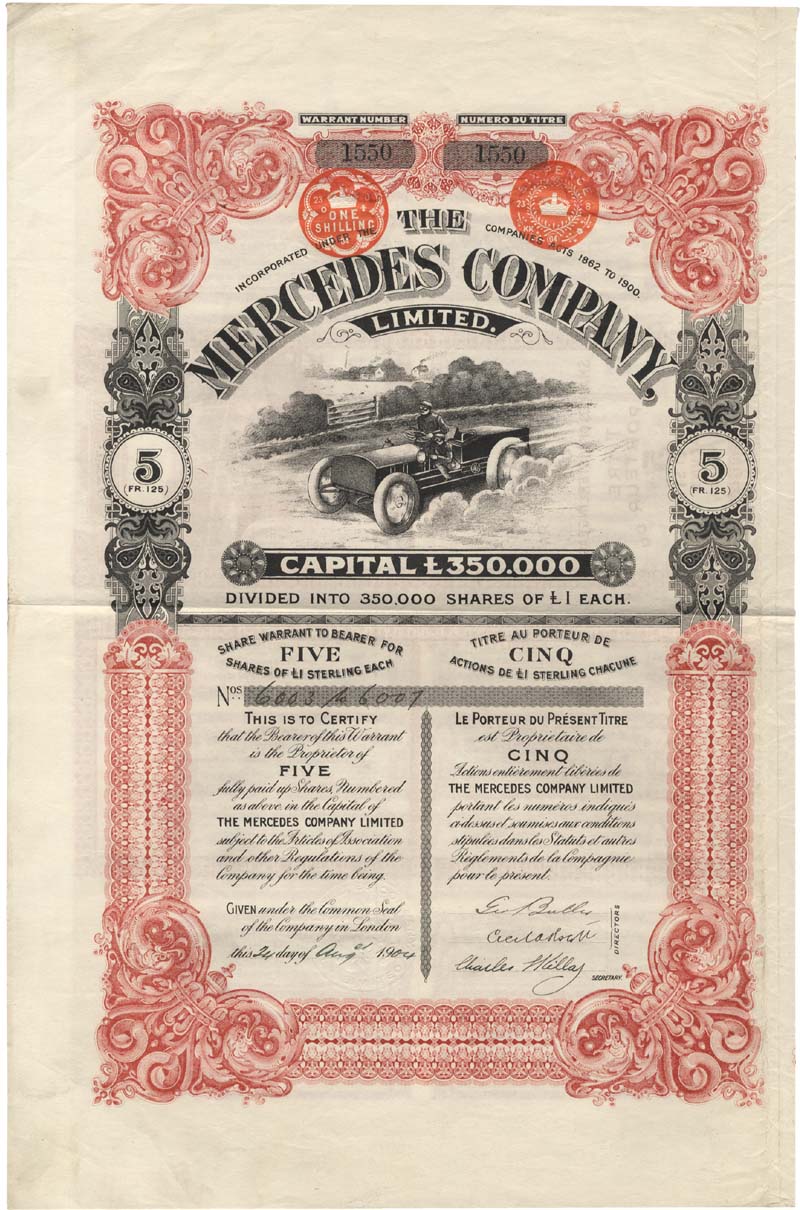 WARRANT NUMBER
NUMERO DU TITRE
1550
1550
ONE
SHILLING
SIXPENCE
INCORPORATED UNDER THE
COMPANIES ACTS 1862 TO 1900.
THE
MERCEDES COMPANY,
LIMITED.
5
(FR. 125)
5
(FR. 125)
CAPITAL £350.000
DIVIDED INTO 350,000 SHARES OF £1 EACH.
SHARE WARRANT TO BEARER FOR
FIVE
SHARES OF £1 STERLING EACH
TITRE AU PORTEUR DE
CINQ
ACTIONS DE £1 STERLING CHACUNE
Nos. 6003 to 6007
THIS IS TO CERTIFY
that the Bearer of this Warrant
is the Proprietor of
FIVE
fully paid up Shares, Numbered
as above, in the Capital of
THE MERCEDES COMPANY LIMITED
subject to the Articles of Association
and other Regulations of the
Company for the time being.
GIVEN under the Common Seal
of the Company in London
this 24 day of Augst 1904
LE PORTEUR DU PRÉSENT TITRE
est Propriétaire de
CINQ
Actions entièrement libérées de
THE MERCEDES COMPANY LIMITED
portant les numéros indiqués
ci-dessus et soumises aux conditions
stipulées dans les Statuts et autres
Règlements de la Compagnie
pour le présent.
DIRECTORS
Charles
SECRETARY.